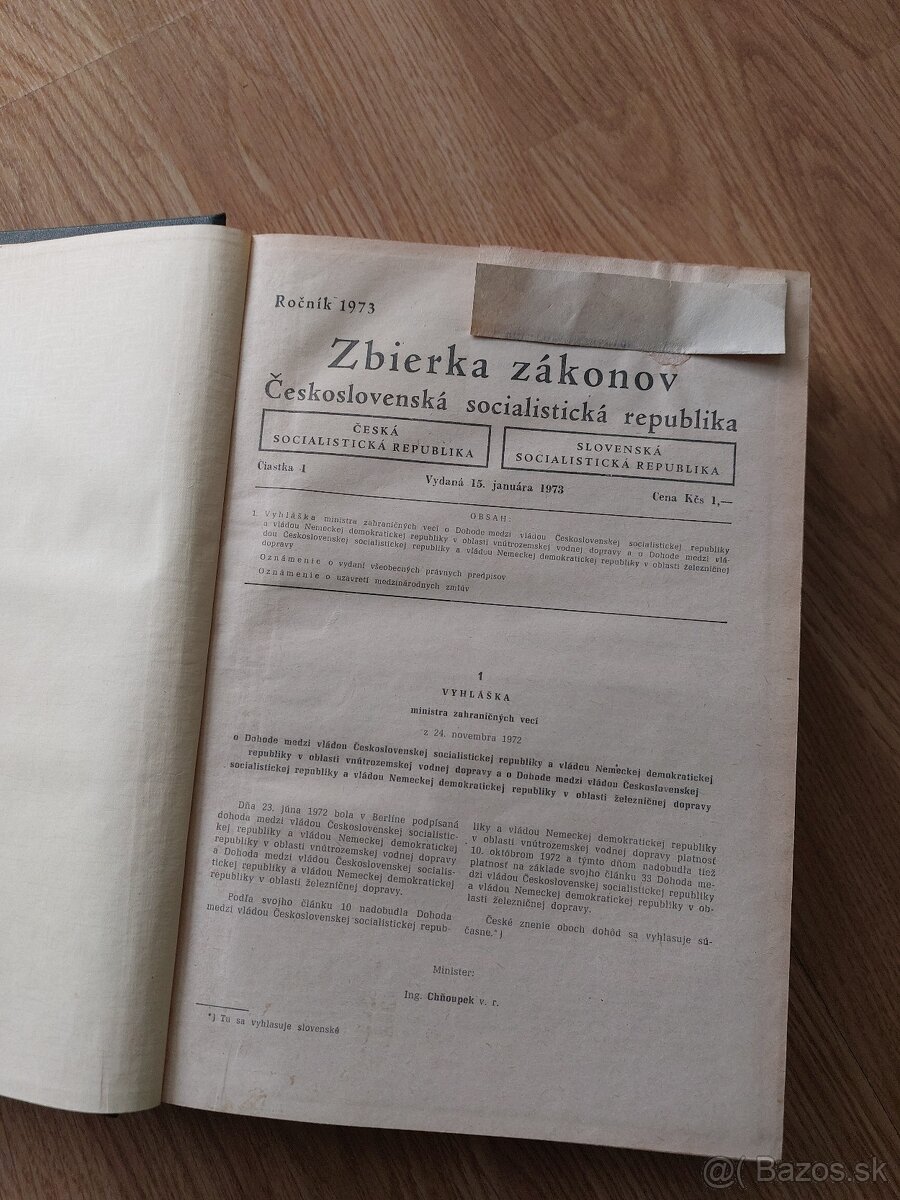 Ročník 1973
Zbierka zákonov
Československá socialistická republika
ČESKÁ
SOCIALISTICKÁ REPUBLIKA
SLOVENSKÁ
SOCIALISTICKÁ REPUBLIKA
Čiastka 1
Vydaná 15. januára 1973
Cena Kčs 1,—
OBSAH:
1. Vyhláška ministra zahraničných vecí o Dohode medzi vládou Československej socialistickej republiky
a vládou Nemeckej demokratickej republiky v oblasti vnútrozemskej vodnej dopravy a o Dohode medzi vlá-
dou Československej socialistickej republiky a vládou Nemeckej demokratickej republiky v oblasti železničnej
dopravy
Oznámenie o vydaní všeobecných právnych predpisov
Oznámenie o uzavretí medzinárodných zmlúv
1
VYHLÁŠKA
ministra zahraničných vecí
z 24. novembra 1972
o Dohode medzi vládou Československej socialistickej republiky a vládou Nemeckej demokratickej
republiky v oblasti vnútrozemskej vodnej dopravy a o Dohode medzi vládou Československej
socialistickej republiky a vládou Nemeckej demokratickej republiky v oblasti železničnej dopravy
Dňa 23. júna 1972 bola v Berlíne podpísaná
dohoda medzi vládou Československej socialistic-
kej republiky a vládou Nemeckej demokratickej
republiky v oblasti vnútrozemskej vodnej dopravy
a Dohoda medzi vládou Československej socialis-
tickej republiky a vládou Nemeckej demokratickej
republiky v oblasti železničnej dopravy.
Podľa svojho článku 10 nadobudla Dohoda
medzi vládou Československej socialistickej repub-
liky a vládou Nemeckej demokratickej republiky
v oblasti vnútrozemskej vodnej dopravy platnosť
10. októbrom 1972 a týmto dňom nadobudla tiež
platnosť na základe svojho článku 33 Dohoda me-
dzi vládou Československej socialistickej republiky
a vládou Nemeckej demokratickej republiky v ob-
lasti železničnej dopravy.
České znenie oboch dohôd sa vyhlasuje sú-
časne.*)
Minister:
Ing. Chňoupek v. r.
*) Tu sa vyhlasuje slovenské
@( Bazos.sk